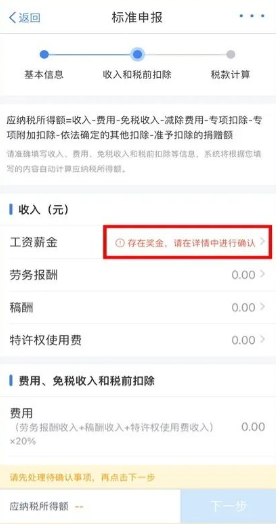 返回
标准申报
基本信息
收入和税前扣除
税款计算
应纳税所得额=收入-费用-免税收入-减除费用-专项扣除-专
项附加扣除-依法确定的其他扣除-准予扣除的捐赠额
请准确填写收入、费用、免税收入和税前扣除等信息，系统将根据您填
写的内容自动计算应纳税所得额。
收入（元）
工资薪金
存在奖金，请在详情中进行确认
劳务报酬
0.00
稿酬
0.00
特许权使用费
0.00
费用、免税收入和税前扣除
费用
（劳务报酬收入+稿酬收入+特许权使用费收入）
×20%
0.00
请先处理待确认事项，再点击下一步
应纳税所得额 --
下一步